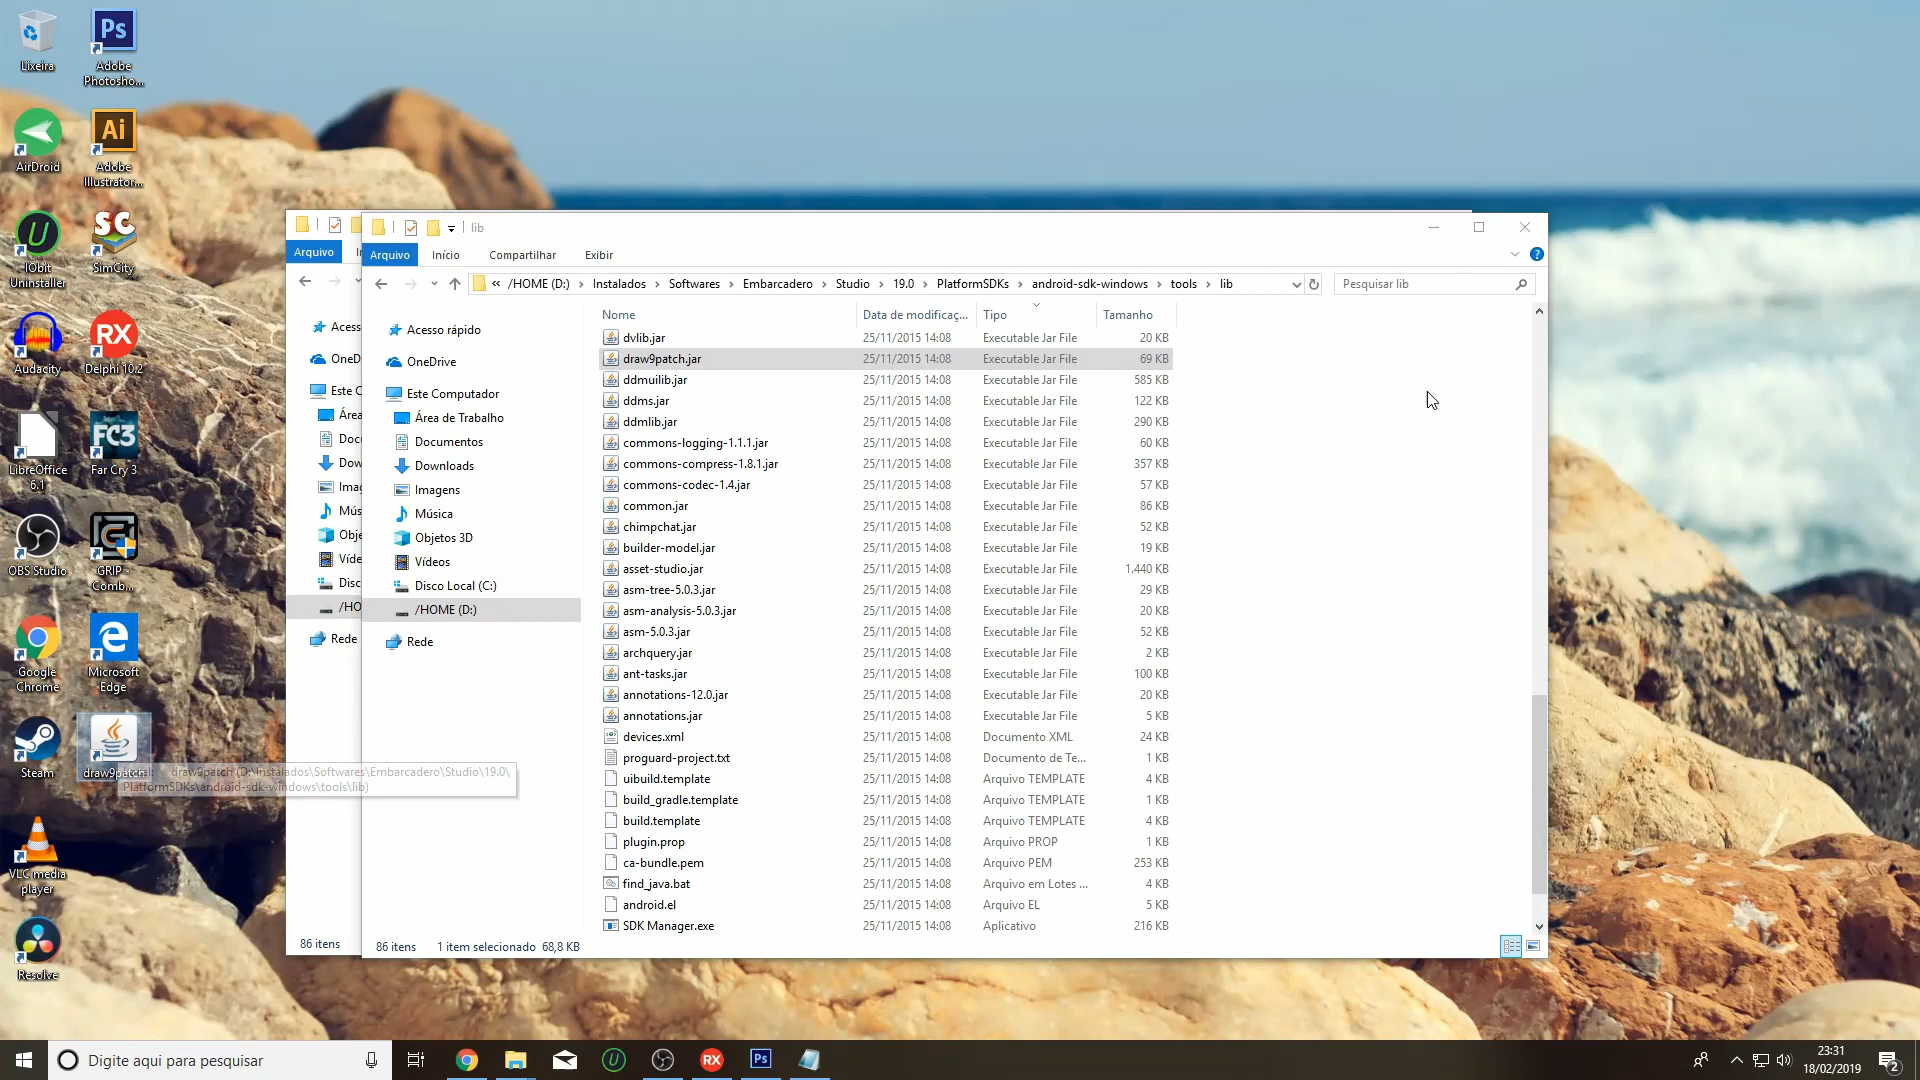 Lixeira
Adobe
Photosho...
AirDroid
Adobe
Illustrator...
IObit
Uninstaller
SimCity
Audacity
Delphi 10.2
LibreOffice
6.1
Far Cry 3
OBS Studio
GRIP -
Comb...
Google
Chrome
Microsoft
Edge
Steam
draw9patch
VLC media
player
Resolve
Ps
Ai
SC
RX
FC3
draw9patch (D:\Instalados\Softwares\Embarcadero\Studio\19.0\
PlatformSDKs\android-sdk-windows\tools\lib)
Arquivo
Acess
OneD
Este C
Área
Doc
Dow
Imag
Mús
Obje
Víde
Disc
/HO
Rede
86 itens
lib
Arquivo Início Compartilhar Exibir
« /HOME (D:) › Instalados › Softwares › Embarcadero › Studio › 19.0 › PlatformSDKs › android-sdk-windows › tools › lib
Pesquisar lib
Acesso rápido
OneDrive
Este Computador
Área de Trabalho
Documentos
Downloads
Imagens
Música
Objetos 3D
Vídeos
Disco Local (C:)
/HOME (D:)
Rede
Nome Data de modificaç... Tipo Tamanho
dvlib.jar 25/11/2015 14:08 Executable Jar File 20 KB
draw9patch.jar 25/11/2015 14:08 Executable Jar File 69 KB
ddmuilib.jar 25/11/2015 14:08 Executable Jar File 585 KB
ddms.jar 25/11/2015 14:08 Executable Jar File 122 KB
ddmlib.jar 25/11/2015 14:08 Executable Jar File 290 KB
commons-logging-1.1.1.jar 25/11/2015 14:08 Executable Jar File 60 KB
commons-compress-1.8.1.jar 25/11/2015 14:08 Executable Jar File 357 KB
commons-codec-1.4.jar 25/11/2015 14:08 Executable Jar File 57 KB
common.jar 25/11/2015 14:08 Executable Jar File 86 KB
chimpchat.jar 25/11/2015 14:08 Executable Jar File 52 KB
builder-model.jar 25/11/2015 14:08 Executable Jar File 19 KB
asset-studio.jar 25/11/2015 14:08 Executable Jar File 1.440 KB
asm-tree-5.0.3.jar 25/11/2015 14:08 Executable Jar File 29 KB
asm-analysis-5.0.3.jar 25/11/2015 14:08 Executable Jar File 20 KB
asm-5.0.3.jar 25/11/2015 14:08 Executable Jar File 52 KB
archquery.jar 25/11/2015 14:08 Executable Jar File 2 KB
ant-tasks.jar 25/11/2015 14:08 Executable Jar File 100 KB
annotations-12.0.jar 25/11/2015 14:08 Executable Jar File 20 KB
annotations.jar 25/11/2015 14:08 Executable Jar File 5 KB
devices.xml 25/11/2015 14:08 Documento XML 24 KB
proguard-project.txt 25/11/2015 14:08 Documento de Te... 1 KB
uibuild.template 25/11/2015 14:08 Arquivo TEMPLATE 4 KB
build_gradle.template 25/11/2015 14:08 Arquivo TEMPLATE 1 KB
build.template 25/11/2015 14:08 Arquivo TEMPLATE 4 KB
plugin.prop 25/11/2015 14:08 Arquivo PROP 1 KB
ca-bundle.pem 25/11/2015 14:08 Arquivo PEM 253 KB
find_java.bat 25/11/2015 14:08 Arquivo em Lotes ... 4 KB
android.el 25/11/2015 14:08 Arquivo EL 5 KB
SDK Manager.exe 25/11/2015 14:08 Aplicativo 216 KB
86 itens 1 item selecionado 68,8 KB
Digite aqui para pesquisar
RX
Ps
23:31
18/02/2019
2